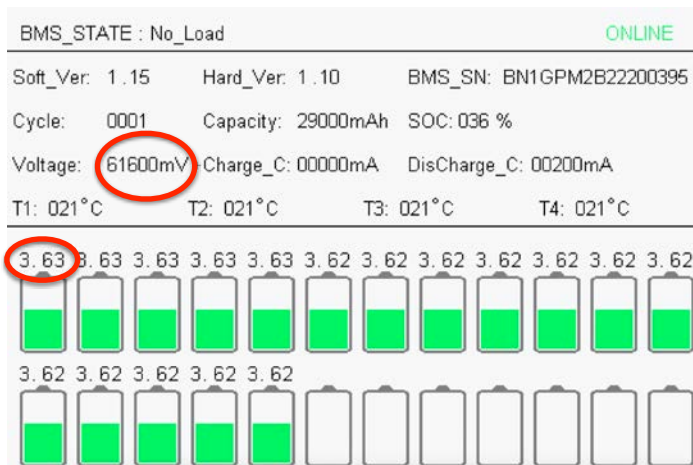 BMS_STATE : No_Load ONLINE
Soft_Ver: 1.15 Hard_Ver: 1.10 BMS_SN: BN1GPM2B22200395
Cycle: 0001 Capacity: 29000mAh SOC: 036 %
Voltage: 61600mV Charge_C: 00000mA DisCharge_C: 00200mA
T1: 021°C T2: 021°C T3: 021°C T4: 021°C
3.63 3.63 3.63 3.63 3.63 3.62 3.62 3.62 3.62 3.62 3.62 3.62
3.62 3.62 3.62 3.62 3.62